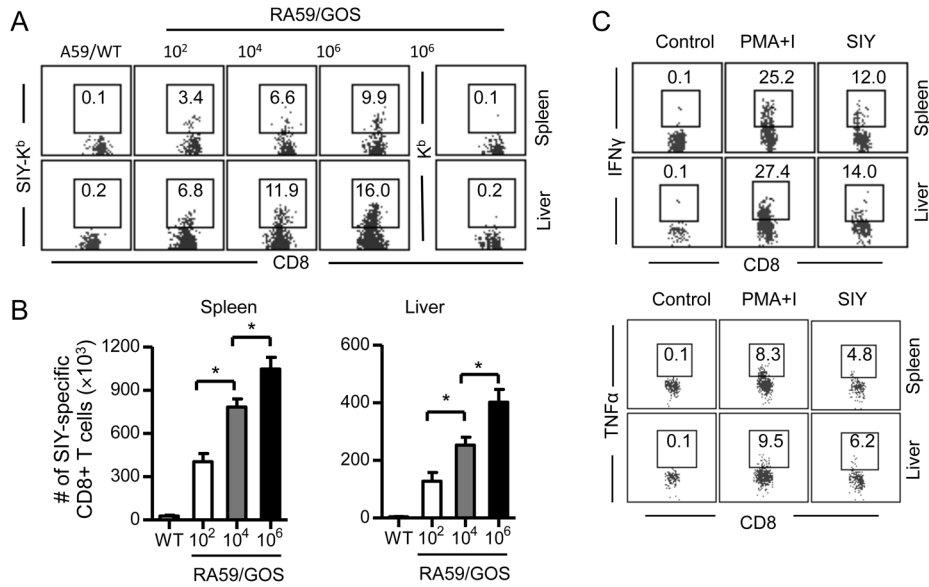 A
RA59/GOS
A59/WT 10² 10⁴ 10⁶ 10⁶
SIY-Kᵇ
0.1 3.4 6.6 9.9 0.1
Kᵇ
Spleen
0.2 6.8 11.9 16.0 0.2
Liver
CD8
B
Spleen
# of SIY-specific
CD8+ T cells (×10³)
1200
900
600
300
0
*
*
WT 10² 10⁴ 10⁶
RA59/GOS
Liver
600
400
200
0
*
*
WT 10² 10⁴ 10⁶
RA59/GOS
C
Control PMA+I SIY
IFNγ
0.1 25.2 12.0
Spleen
0.1 27.4 14.0
Liver
CD8
Control PMA+I SIY
TNFα
0.1 8.3 4.8
Spleen
0.1 9.5 6.2
Liver
CD8